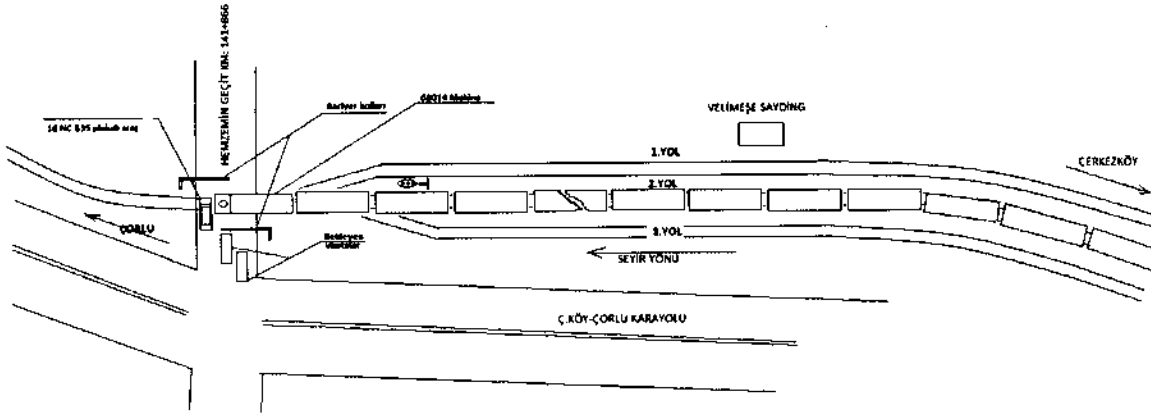 HEMZEMİN GEÇİT KM: 141+866
Bariyer kolları
VELİMEŞE SAYDİNG
1.YOL
ÇERKEZKÖY
2.YOL
ÇORLU
3.YOL
Bekleyen
SEYİR YÖNÜ
Ç.KÖY-ÇORLU KARAYOLU